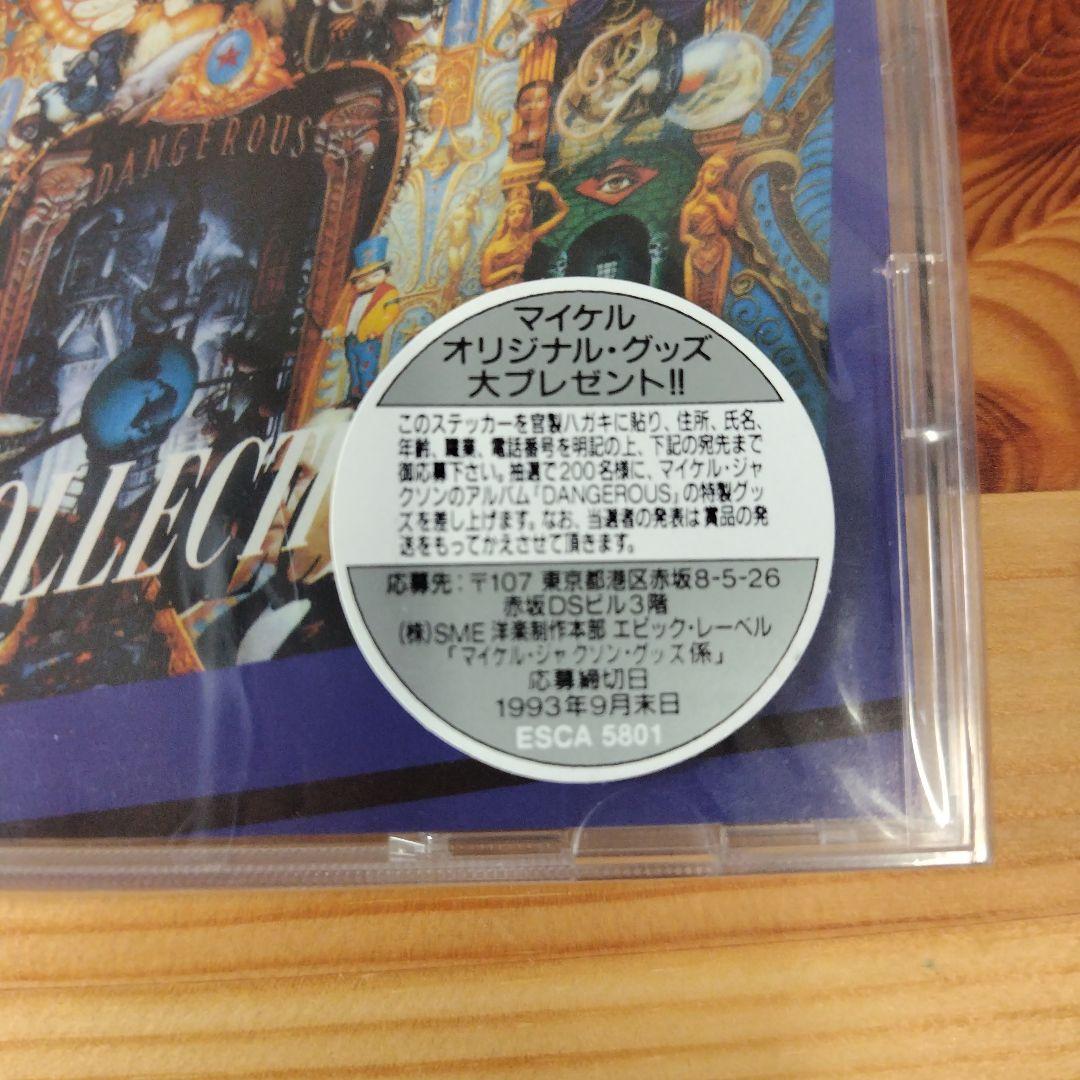 DANGEROUS
OLLECTI
マイケル
オリジナル・グッズ
大プレゼント!!
このステッカーを官製ハガキに貼り、住所、氏名、
年齢、職業、電話番号を明記の上、下記の宛先まで
御応募下さい。抽選で200名様に、マイケル・ジャ
クソンのアルバム「DANGEROUS」の特製グッ
ズを差し上げます。なお、当選者の発表は賞品の発
送をもってかえさせて頂きます。
応募先：〒107 東京都港区赤坂8-5-26
赤坂DSビル3階
(株)SME 洋楽制作本部 エピック・レーベル
「マイケル・ジャクソン・グッズ係」
応募締切日
1993年9月末日
ESCA 5801